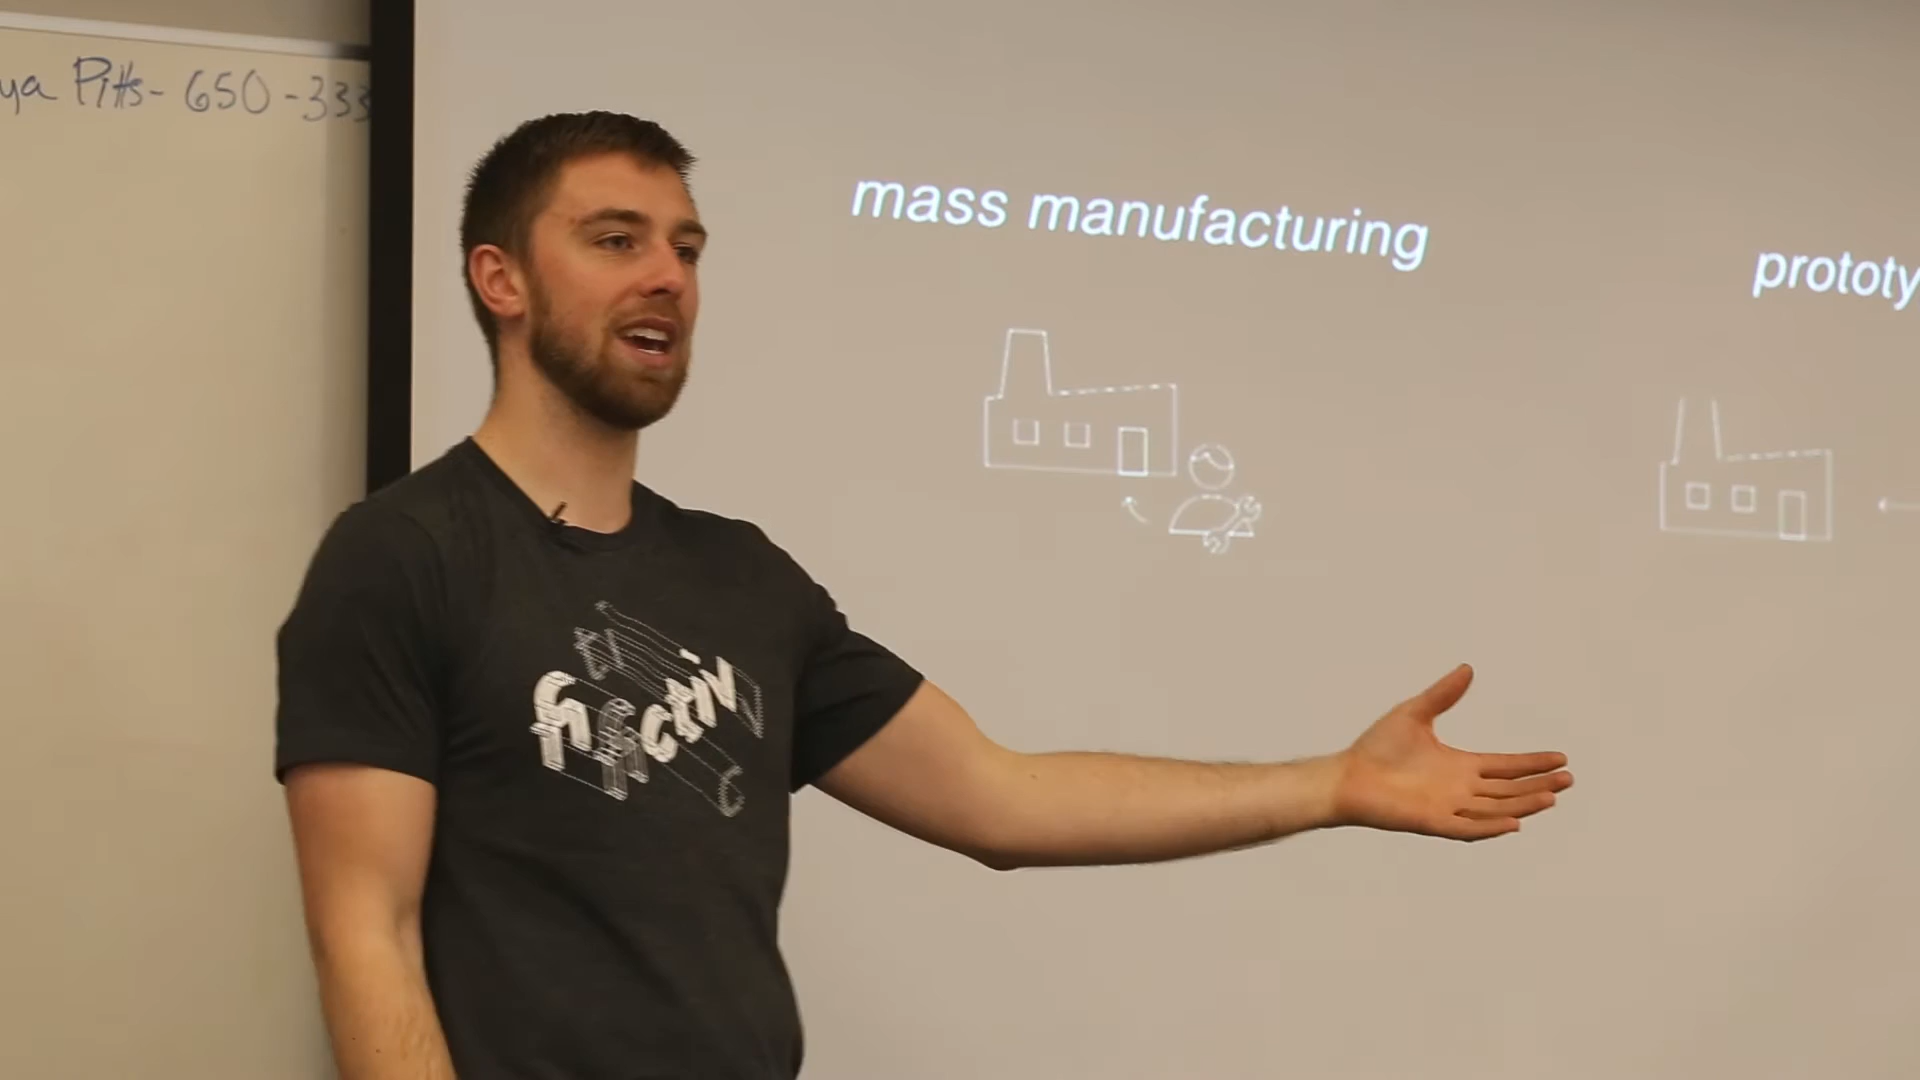 ya Pitts- 650-333
mass manufacturing
prototy
fictiv